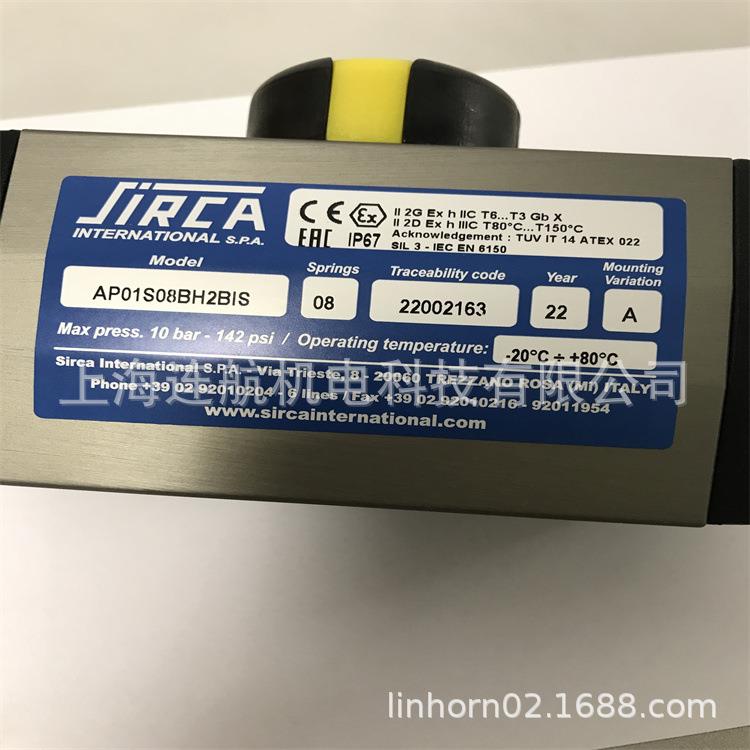 SIRCA
INTERNATIONAL S.P.A.
CE Ex II 2G Ex h IIC T6...T3 Gb X
II 2D Ex h IIIC T80°C...T150°C
EAC IP67 Acknowledgement : TUV IT 14 ATEX 022
SIL 3 - IEC EN 6150
Model Springs Traceability code Year Mounting Variation
AP01S08BH2BIS 08 22002163 22 A
Max press. 10 bar - 142 psi / Operating temperature: -20°C ÷ +80°C
Sirca International S.P.A. - Via Trieste, 8 - 20060 TREZZANO ROSA (MI) ITALY
上海连航机电科技有限公司
Phone +39 02 92010204 - 6 lines / Fax +39 02 92010216 - 92011954
www.sircainternational.com
linhorn02.1688.com